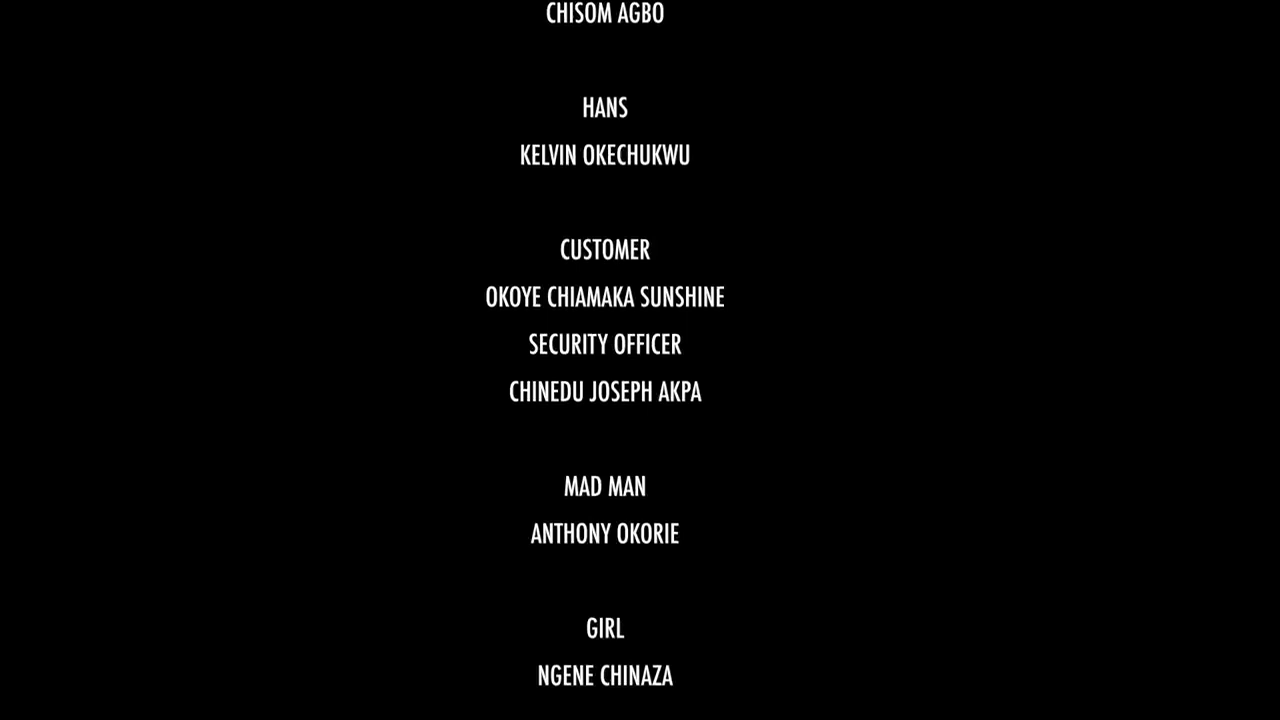 CHISOM AGBO
HANS
KELVIN OKECHUKWU
CUSTOMER
OKOYE CHIAMAKA SUNSHINE
SECURITY OFFICER
CHINEDU JOSEPH AKPA
MAD MAN
ANTHONY OKORIE
GIRL
NGENE CHINAZA